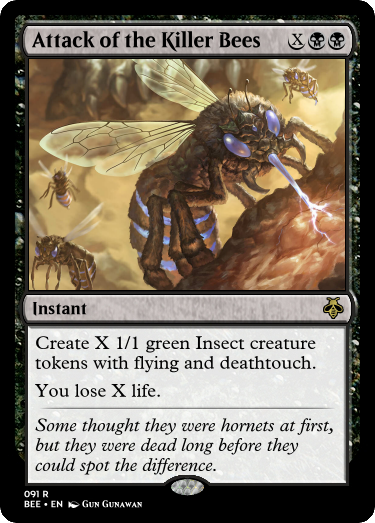 Attack of the Killer Bees X
Instant
Create X 1/1 green Insect creature
tokens with flying and deathtouch.
You lose X life.
Some thought they were hornets at first,
but they were dead long before they
could spot the difference.
091 R
BEE • EN Gun Gunawan